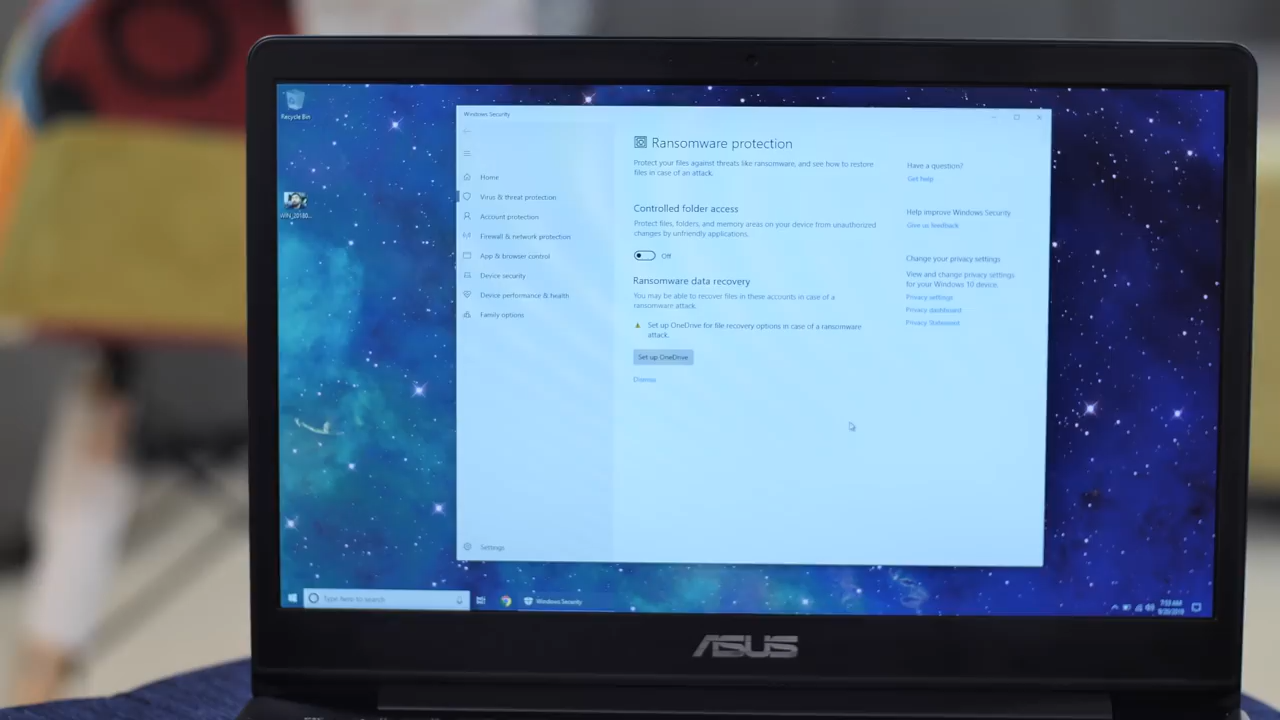 Recycle Bin
WIN_20180...
Windows Security
Home
Virus & threat protection
Account protection
Firewall & network protection
App & browser control
Device security
Device performance & health
Family options
Settings
Ransomware protection
Protect your files against threats like ransomware, and see how to restore
files in case of an attack.
Controlled folder access
Protect files, folders, and memory areas on your device from unauthorized
changes by unfriendly applications.
Off
Ransomware data recovery
You may be able to recover files in these accounts in case of a
ransomware attack.
Set up OneDrive for file recovery options in case of a ransomware
attack.
Set up OneDrive
Dismiss
Have a question?
Get help
Help improve Windows Security
Give us feedback
Change your privacy settings
View and change privacy settings
for your Windows 10 device.
Privacy settings
Privacy dashboard
Privacy Statement
Type here to search
Windows Security
ASUS